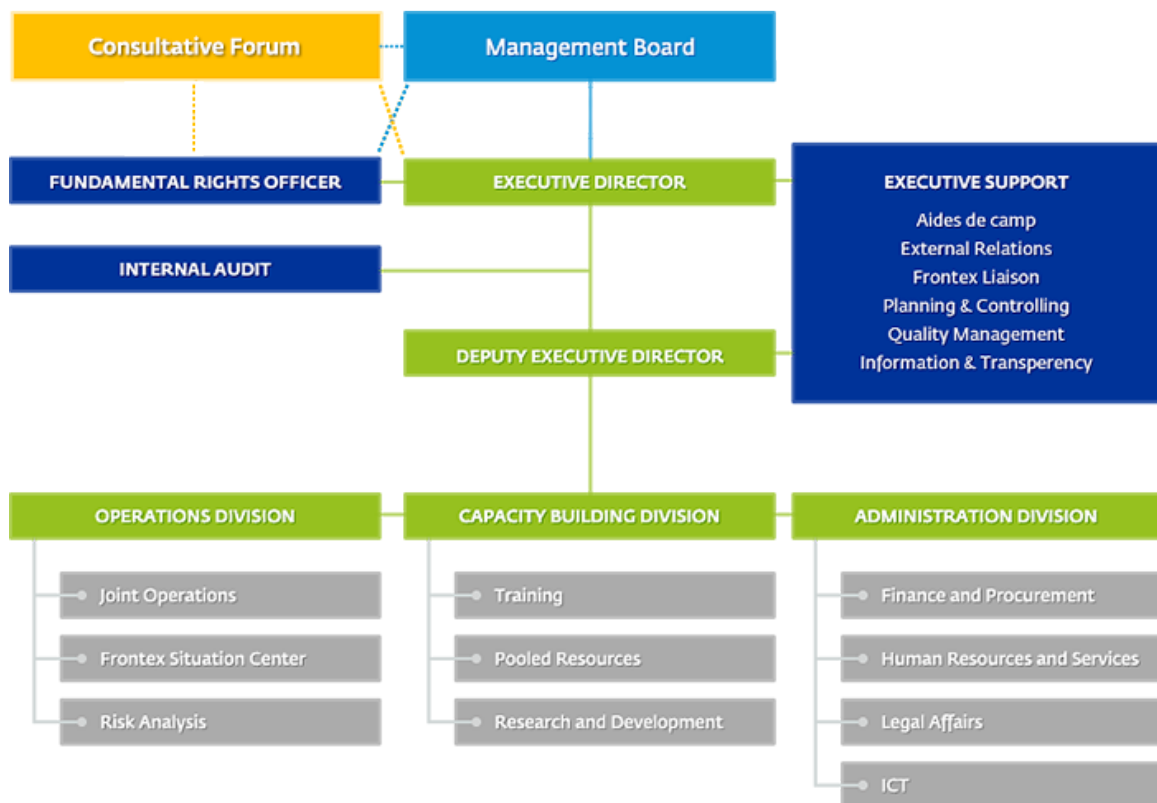 Consultative Forum
Management Board
FUNDAMENTAL RIGHTS OFFICER
EXECUTIVE DIRECTOR
EXECUTIVE SUPPORT
Aides de camp
External Relations
Frontex Liaison
Planning & Controlling
Quality Management
Information & Transperency
INTERNAL AUDIT
DEPUTY EXECUTIVE DIRECTOR
OPERATIONS DIVISION
Joint Operations
Frontex Situation Center
Risk Analysis
CAPACITY BUILDING DIVISION
Training
Pooled Resources
Research and Development
ADMINISTRATION DIVISION
Finance and Procurement
Human Resources and Services
Legal Affairs
ICT